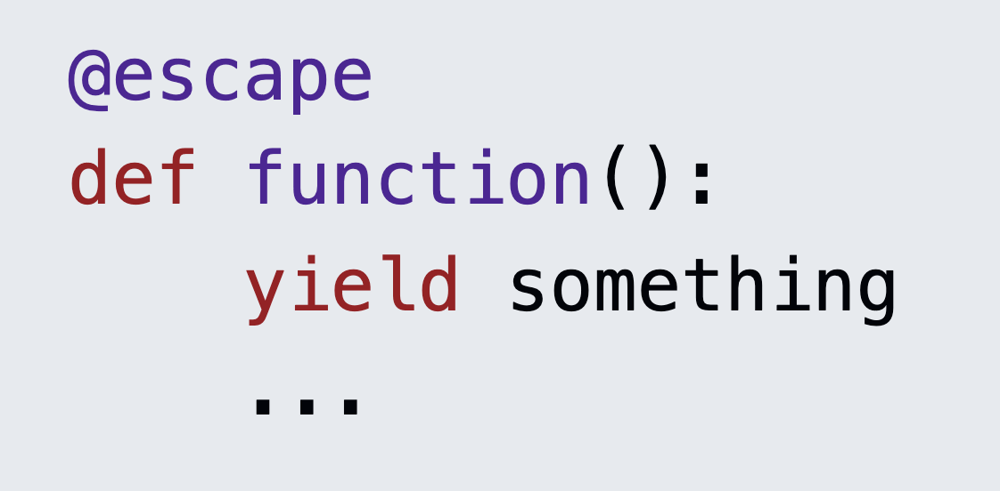 @escape
def function():
    yield something
    ...